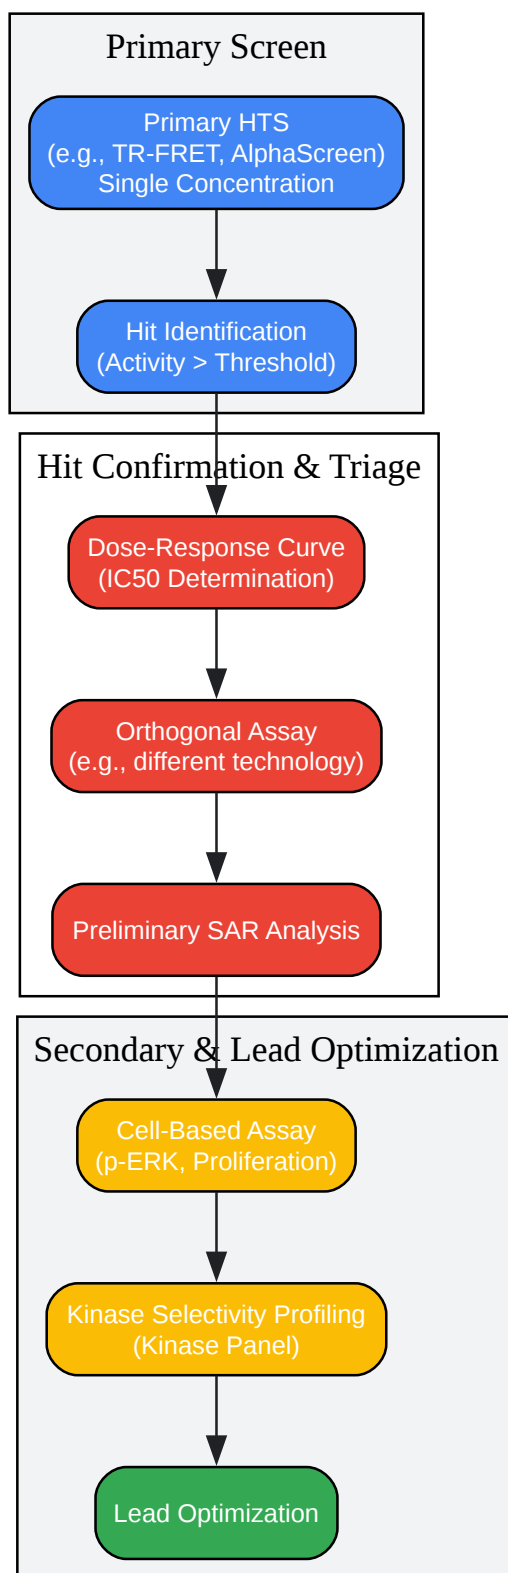 Primary Screen
Primary HTS
(e.g., TR-FRET, AlphaScreen)
Single Concentration
Hit Identification
(Activity > Threshold)
Hit Confirmation & Triage
Dose-Response Curve
(IC50 Determination)
Orthogonal Assay
(e.g., different technology)
Preliminary SAR Analysis
Secondary & Lead Optimization
Cell-Based Assay
(p-ERK, Proliferation)
Kinase Selectivity Profiling
(Kinase Panel)
Lead Optimization